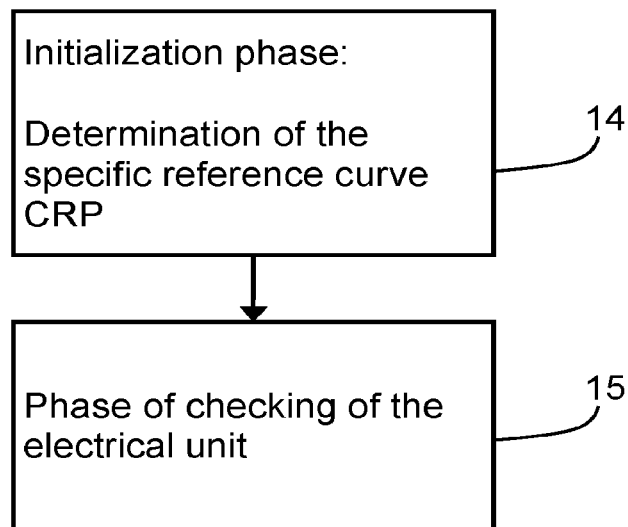 Initialization phase:
Determination of the
specific reference curve
CRP
14
Phase of checking of the
electrical unit
15